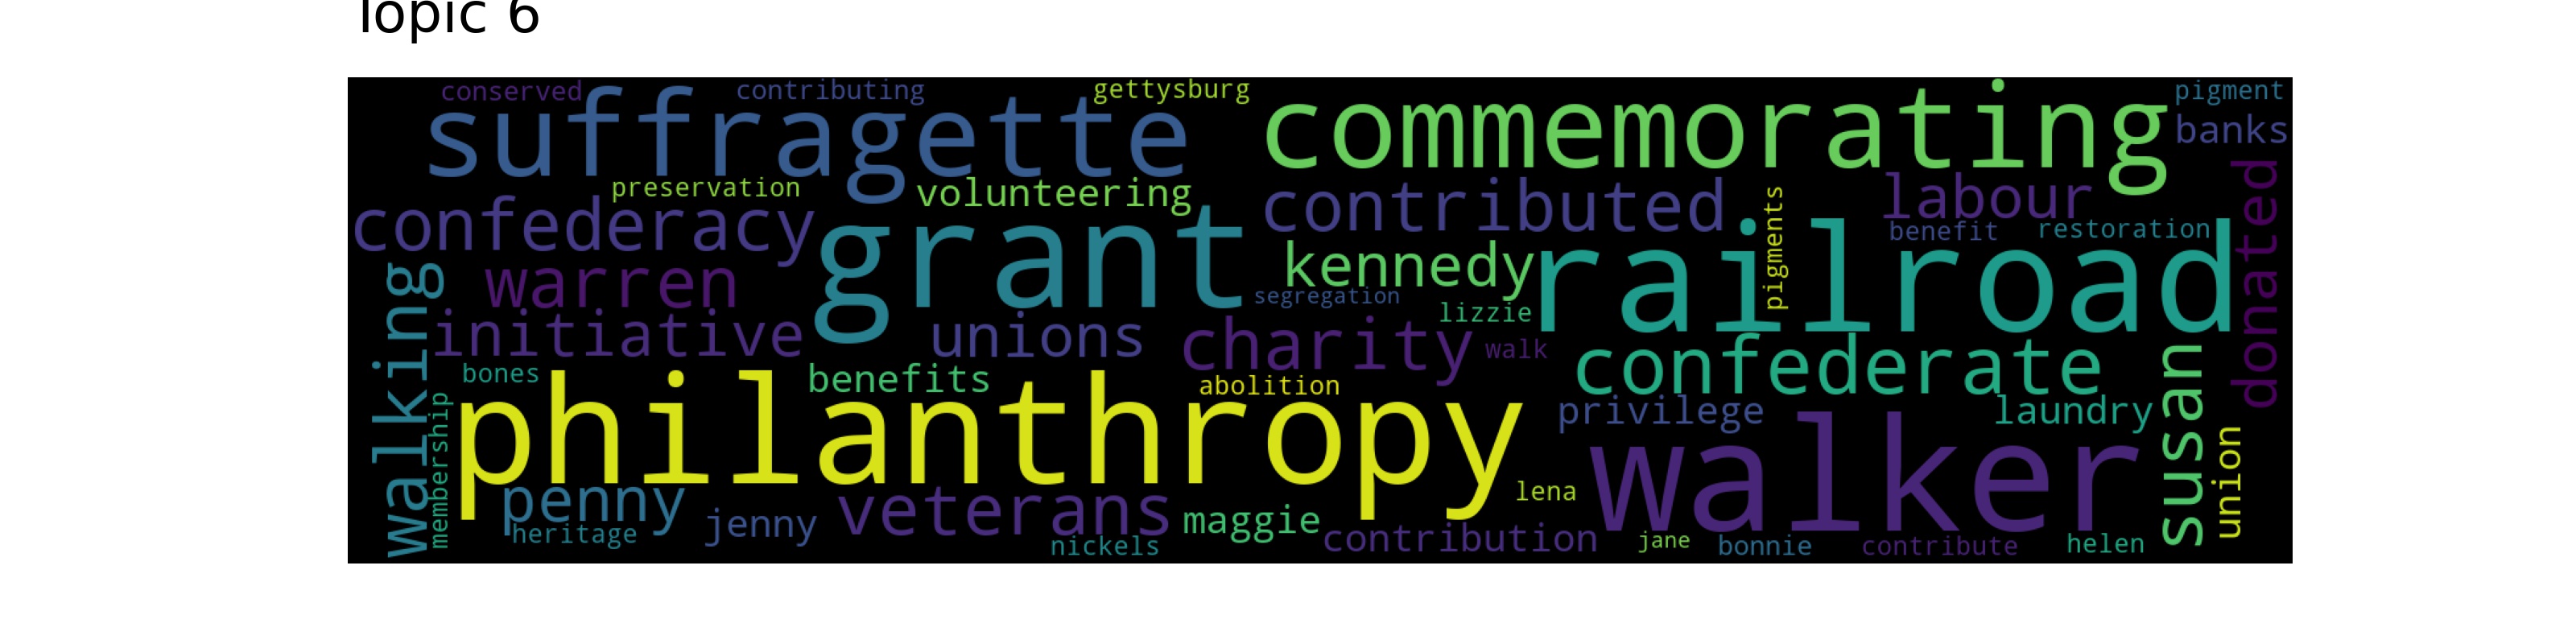 Topic 6
conserved
contributing
gettysburg
pigment
suffragette
commemorating
banks
preservation
volunteering
contributed
pigments
labour
donated
confederacy
grant
kennedy
benefit
restoration
railroad
walking
warren
segregation
lizzie
initiative
unions
charity
walk
confederate
susan
bones
benefits
abolition
membership
philanthropy
privilege
laundry
walker
union
penny
lena
veterans
jenny
maggie
heritage
nickels
contribution
jane
bonnie
contribute
helen